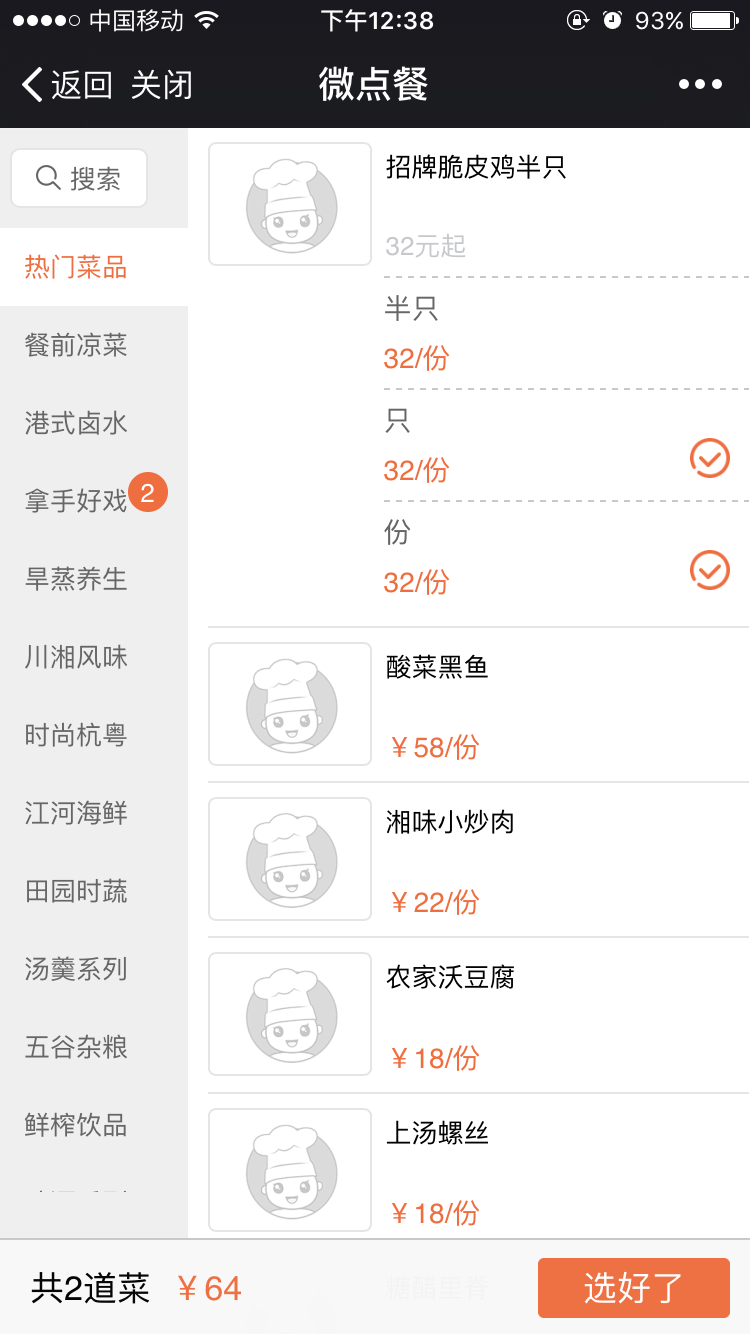 中国移动 下午12:38 93%
返回 关闭 微点餐
搜索
热门菜品
餐前凉菜
港式卤水
拿手好戏 2
旱蒸养生
川湘风味
时尚杭粤
江河海鲜
田园时蔬
汤羹系列
五谷杂粮
鲜榨饮品
招牌脆皮鸡半只
32元起
半只
32/份
只
32/份
份
32/份
酸菜黑鱼
￥58/份
湘味小炒肉
￥22/份
农家沃豆腐
￥18/份
上汤螺丝
￥18/份
糖醋里脊
共2道菜 ￥64 选好了